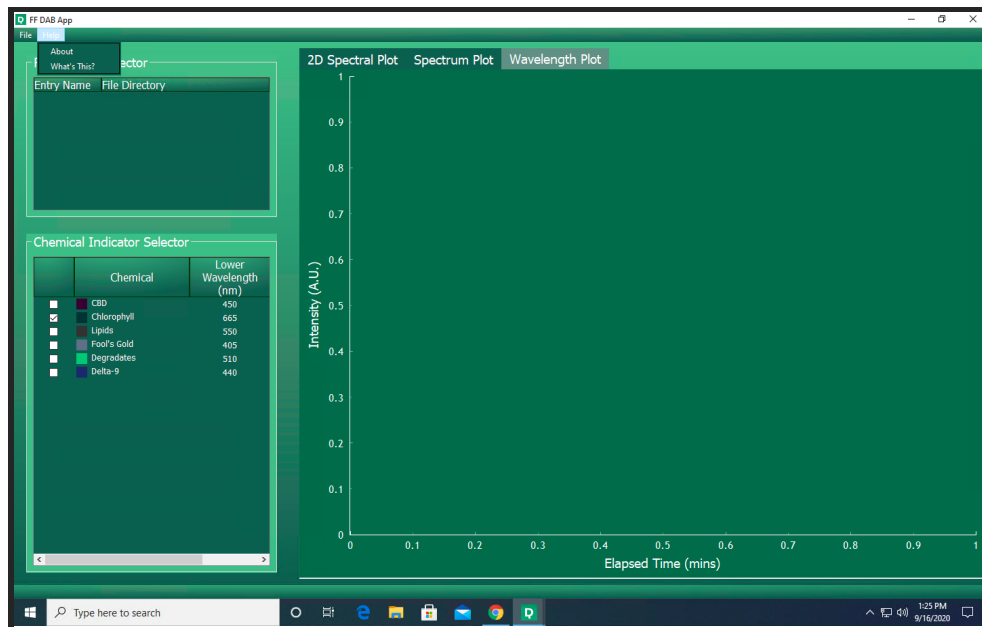 FF DAB App
File Help
About
What's This?
ector
Entry Name File Directory
2D Spectral Plot Spectrum Plot Wavelength Plot
Chemical Indicator Selector
Chemical
Lower
Wavelength
(nm)
CBD 450
Chlorophyll 665
Lipids 550
Fool's Gold 405
Degradates 510
Delta-9 440
Intensity (A.U.)
1
0.9
0.8
0.7
0.6
0.5
0.4
0.3
0.2
0.1
0
0 0.1 0.2 0.3 0.4 0.5 0.6 0.7 0.8 0.9 1
Elapsed Time (mins)
Type here to search
1:25 PM
9/16/2020